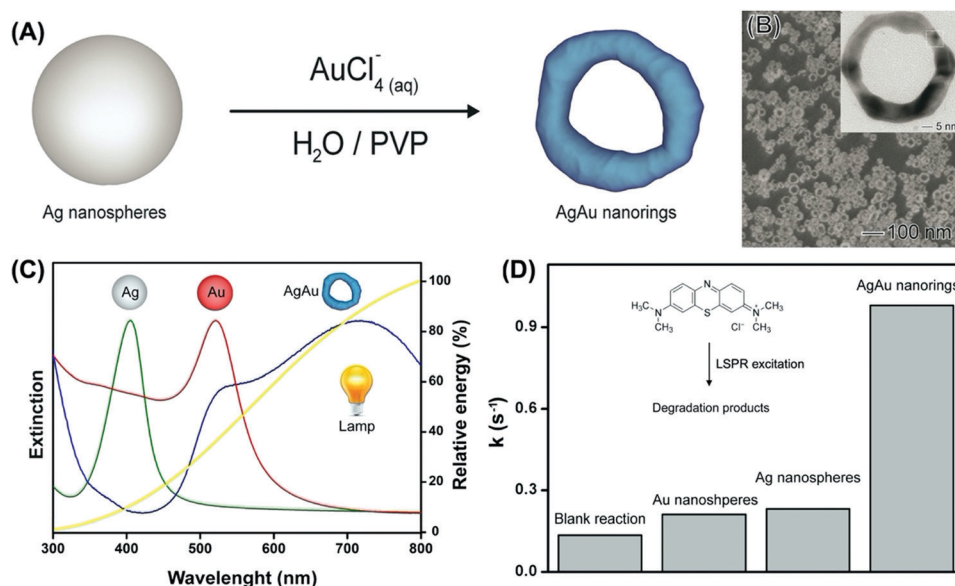 (A)
AuCl4⁻ (aq)
H2O / PVP
Ag nanospheres
AgAu nanorings
(B)
5 nm
100 nm
(C)
Ag
Au
AgAu
Lamp
Extinction
Relative energy (%)
100
80
60
40
20
0
300 400 500 600 700 800
Wavelenght (nm)
(D)
AgAu nanorings
N
H3C N S N⁺ CH3
CH3 Cl⁻ CH3
LSPR excitation
Degradation products
Ag nanospheres
Au nanoshperes
Blank reaction
k (s⁻¹)
0.9
0.6
0.3
0.0